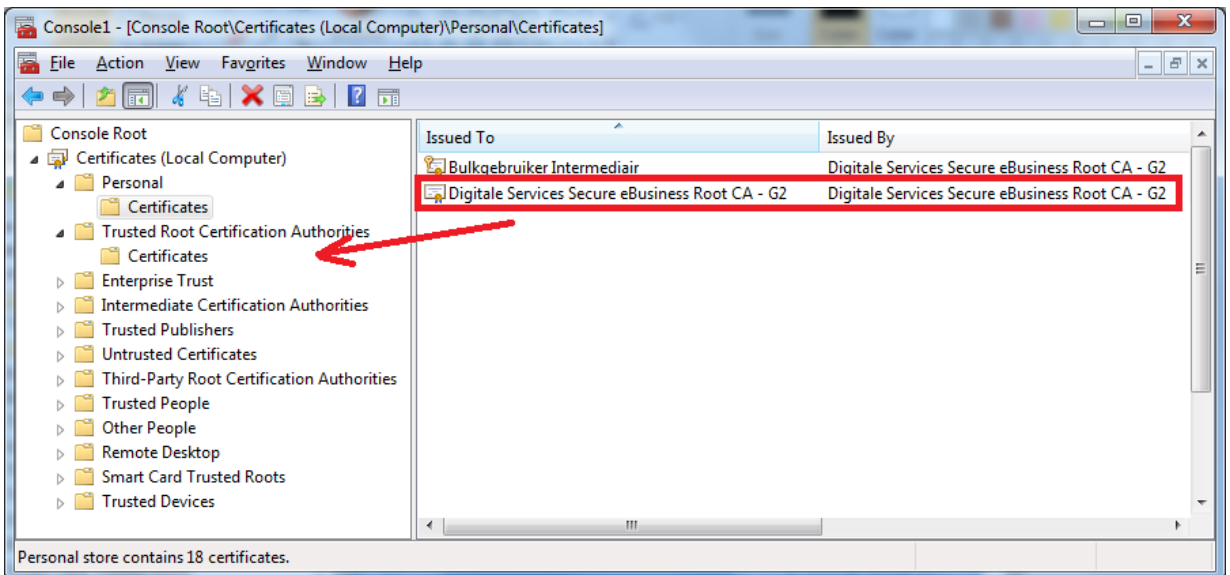 Console1 - [Console Root\Certificates (Local Computer)\Personal\Certificates]
File Action View Favorites Window Help
Console Root
Certificates (Local Computer)
Personal
Certificates
Trusted Root Certification Authorities
Certificates
Enterprise Trust
Intermediate Certification Authorities
Trusted Publishers
Untrusted Certificates
Third-Party Root Certification Authorities
Trusted People
Other People
Remote Desktop
Smart Card Trusted Roots
Trusted Devices
Issued To Issued By
Bulkgebruiker Intermediair Digitale Services Secure eBusiness Root CA - G2
Digitale Services Secure eBusiness Root CA - G2 Digitale Services Secure eBusiness Root CA - G2
Personal store contains 18 certificates.